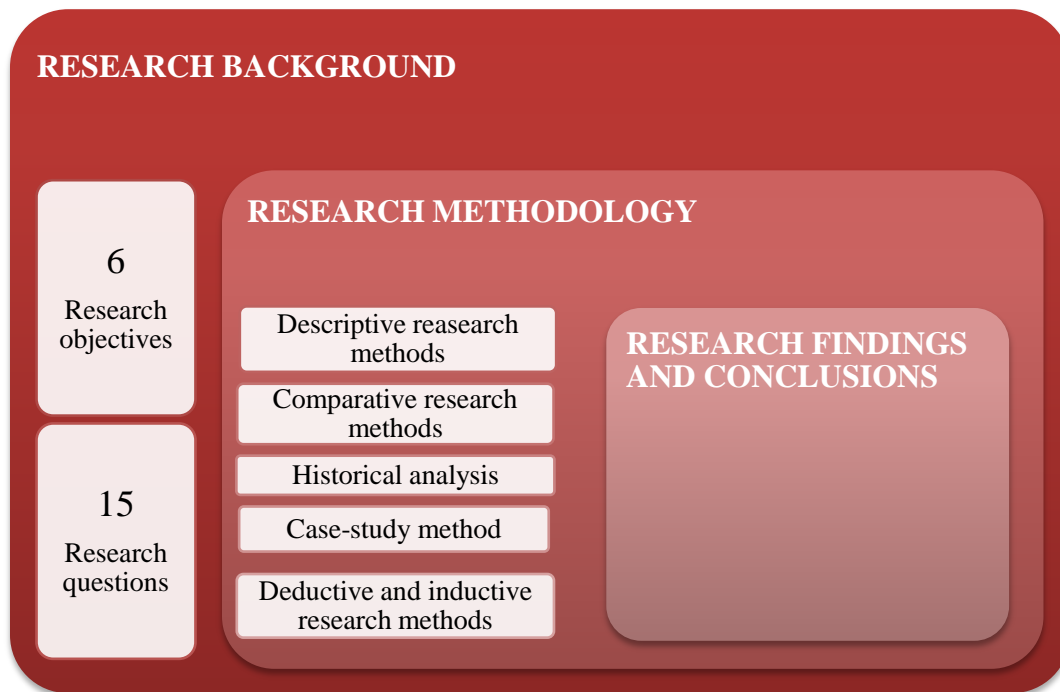 RESEARCH BACKGROUND
6
Research
objectives
15
Research
questions
RESEARCH METHODOLOGY
Descriptive reasearch
methods
Comparative research
methods
Historical analysis
Case-study method
Deductive and inductive
research methods
RESEARCH FINDINGS
AND CONCLUSIONS